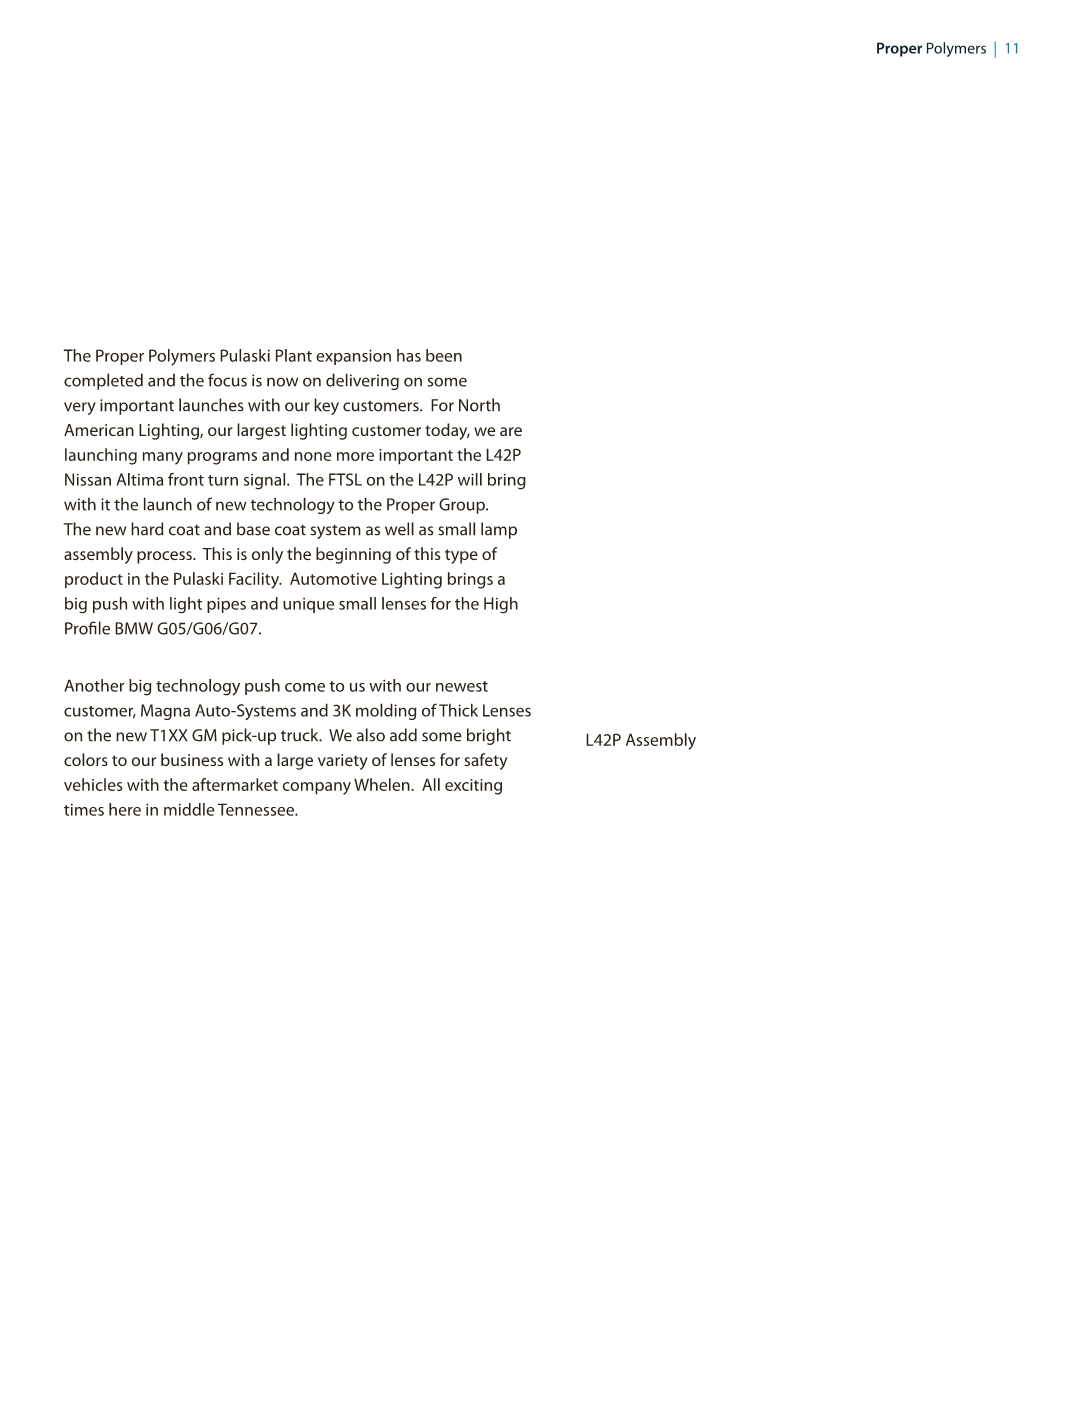 Proper Polymers | 11
The Proper Polymers Pulaski Plant expansion has been
completed and the focus is now on delivering on some
very important launches with our key customers.  For North
American Lighting, our largest lighting customer today, we are
launching many programs and none more important the L42P
Nissan Altima front turn signal.  The FTSL on the L42P will bring
with it the launch of new technology to the Proper Group.
The new hard coat and base coat system as well as small lamp
assembly process.  This is only the beginning of this type of
product in the Pulaski Facility.  Automotive Lighting brings a
big push with light pipes and unique small lenses for the High
Profile BMW G05/G06/G07.
Another big technology push come to us with our newest
customer, Magna Auto-Systems and 3K molding of Thick Lenses
on the new T1XX GM pick-up truck.  We also add some bright
colors to our business with a large variety of lenses for safety
vehicles with the aftermarket company Whelen.  All exciting
times here in middle Tennessee.
L42P Assembly